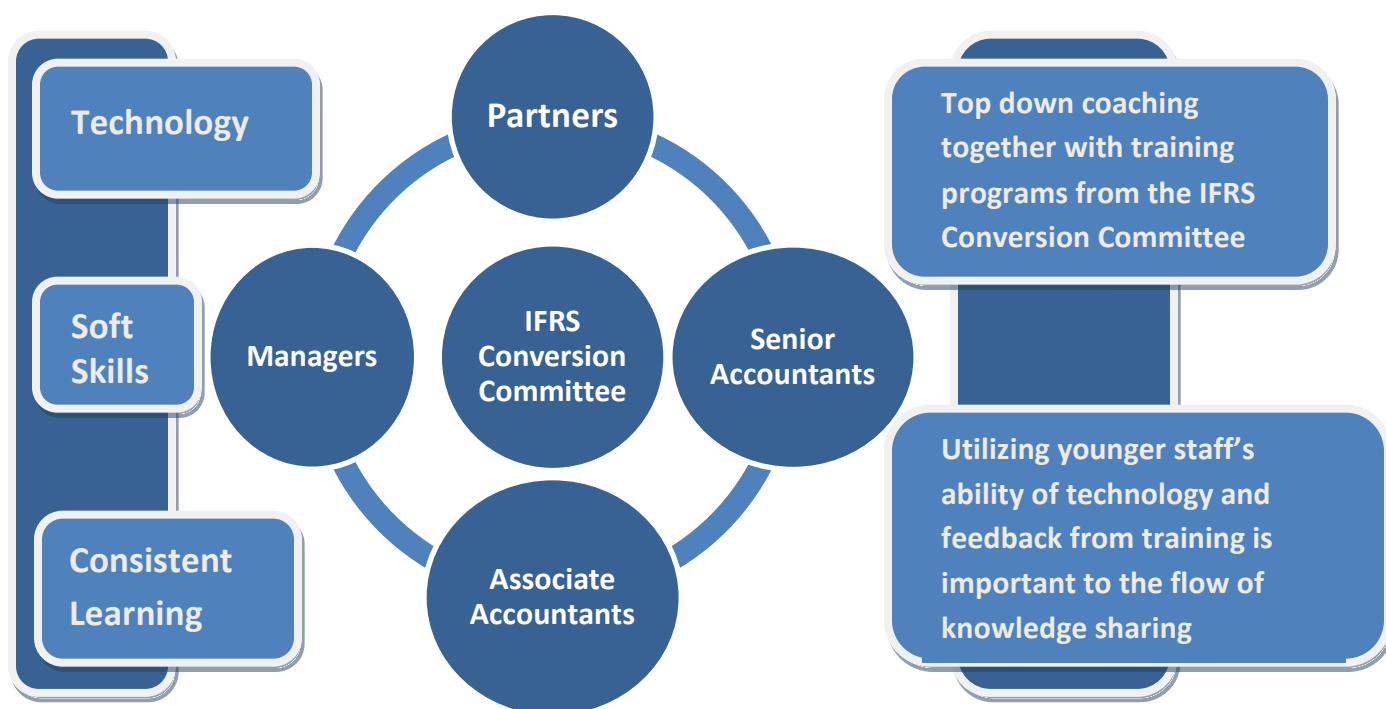 Technology
Soft
Skills
Consistent
Learning
Partners
Managers
IFRS
Conversion
Committee
Senior
Accountants
Associate
Accountants
Top down coaching
together with training
programs from the IFRS
Conversion Committee
Utilizing younger staff’s
ability of technology and
feedback from training is
important to the flow of
knowledge sharing